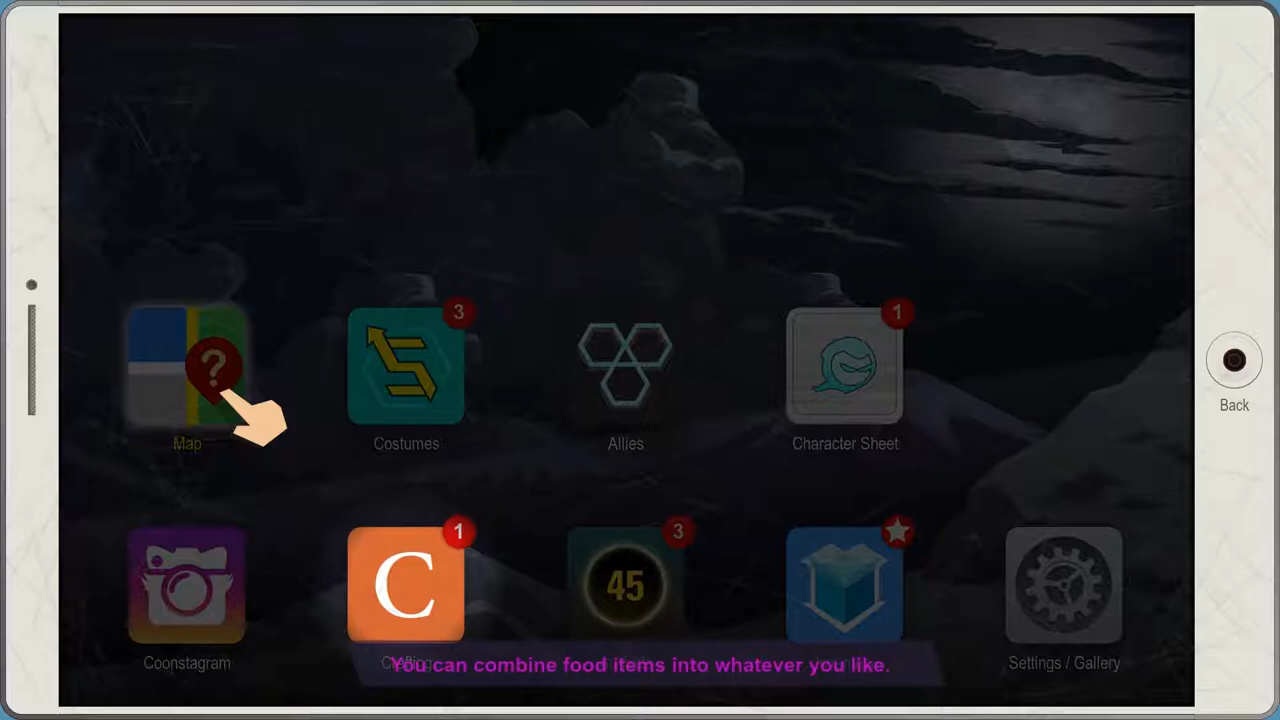 3
1
?
Map
Costumes
Allies
Character Sheet
1
3
C
45
Back
Coonstagram
You can combine food items into whatever you like.
Settings / Gallery